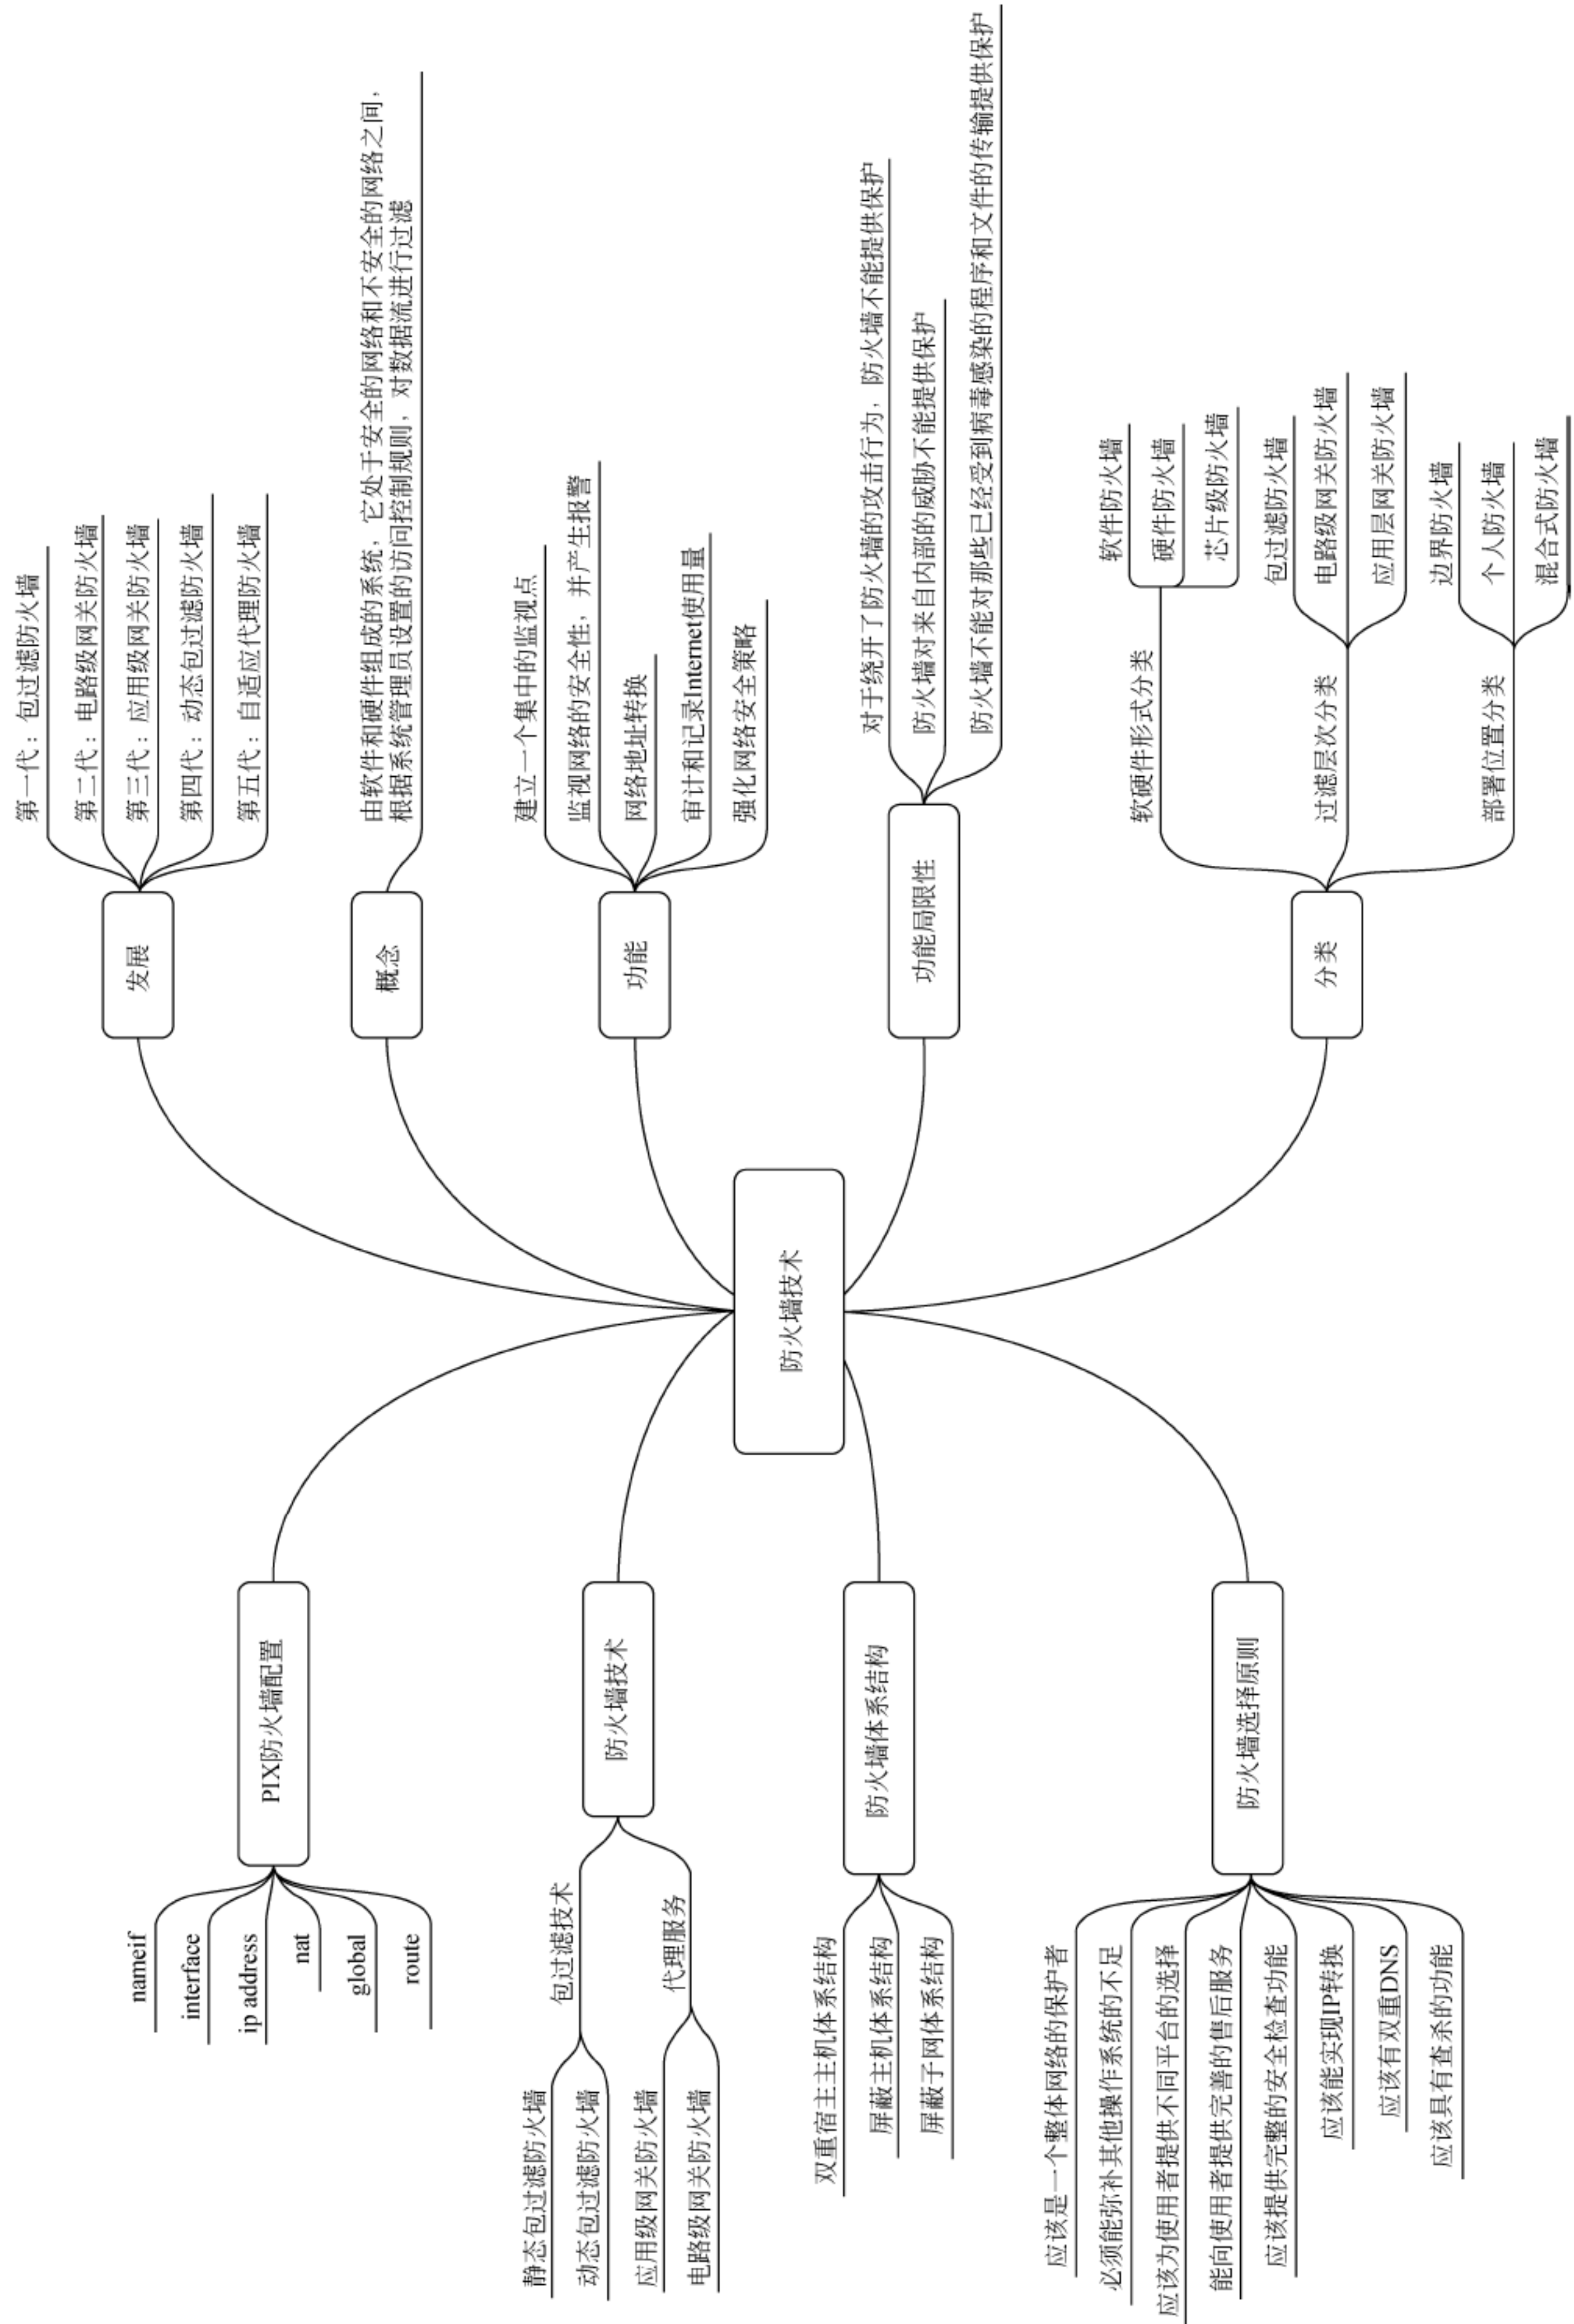 防火墙技术
发展
第一代：包过滤防火墙
第二代：电路级网关防火墙
第三代：应用级网关防火墙
第四代：动态包过滤防火墙
第五代：自适应代理防火墙
概念
由软件和硬件组成的系统，它处于安全的网络和不安全的网络之间，
根据系统管理员设置的访问控制规则，对数据流进行过滤
功能
建立一个集中的监视点
监视网络的安全性，并产生报警
网络地址转换
审计和记录Internet使用量
强化网络安全策略
功能局限性
对于绕开了防火墙的攻击行为，防火墙不能提供保护
防火墙对来自内部的威胁不能提供保护
防火墙不能对那些已经受到病毒感染的程序和文件的传输提供保护
分类
软硬件形式分类
软件防火墙
硬件防火墙
芯片级防火墙
过滤层次分类
包过滤防火墙
电路级网关防火墙
应用层网关防火墙
部署位置分类
边界防火墙
个人防火墙
混合式防火墙
PIX防火墙配置
nameif
interface
ip address
nat
global
route
防火墙技术
包过滤技术
静态包过滤防火墙
动态包过滤防火墙
代理服务
应用级网关防火墙
电路级网关防火墙
防火墙体系结构
双重宿主主机体系结构
屏蔽主机体系结构
屏蔽子网体系结构
防火墙选择原则
应该是一个整体网络的保护者
必须能弥补其他操作系统的不足
应该为使用者提供不同平台的选择
能向使用者提供完善的售后服务
应该提供完整的安全检查功能
应该能实现IP转换
应该有双重DNS
应该具有查杀的功能